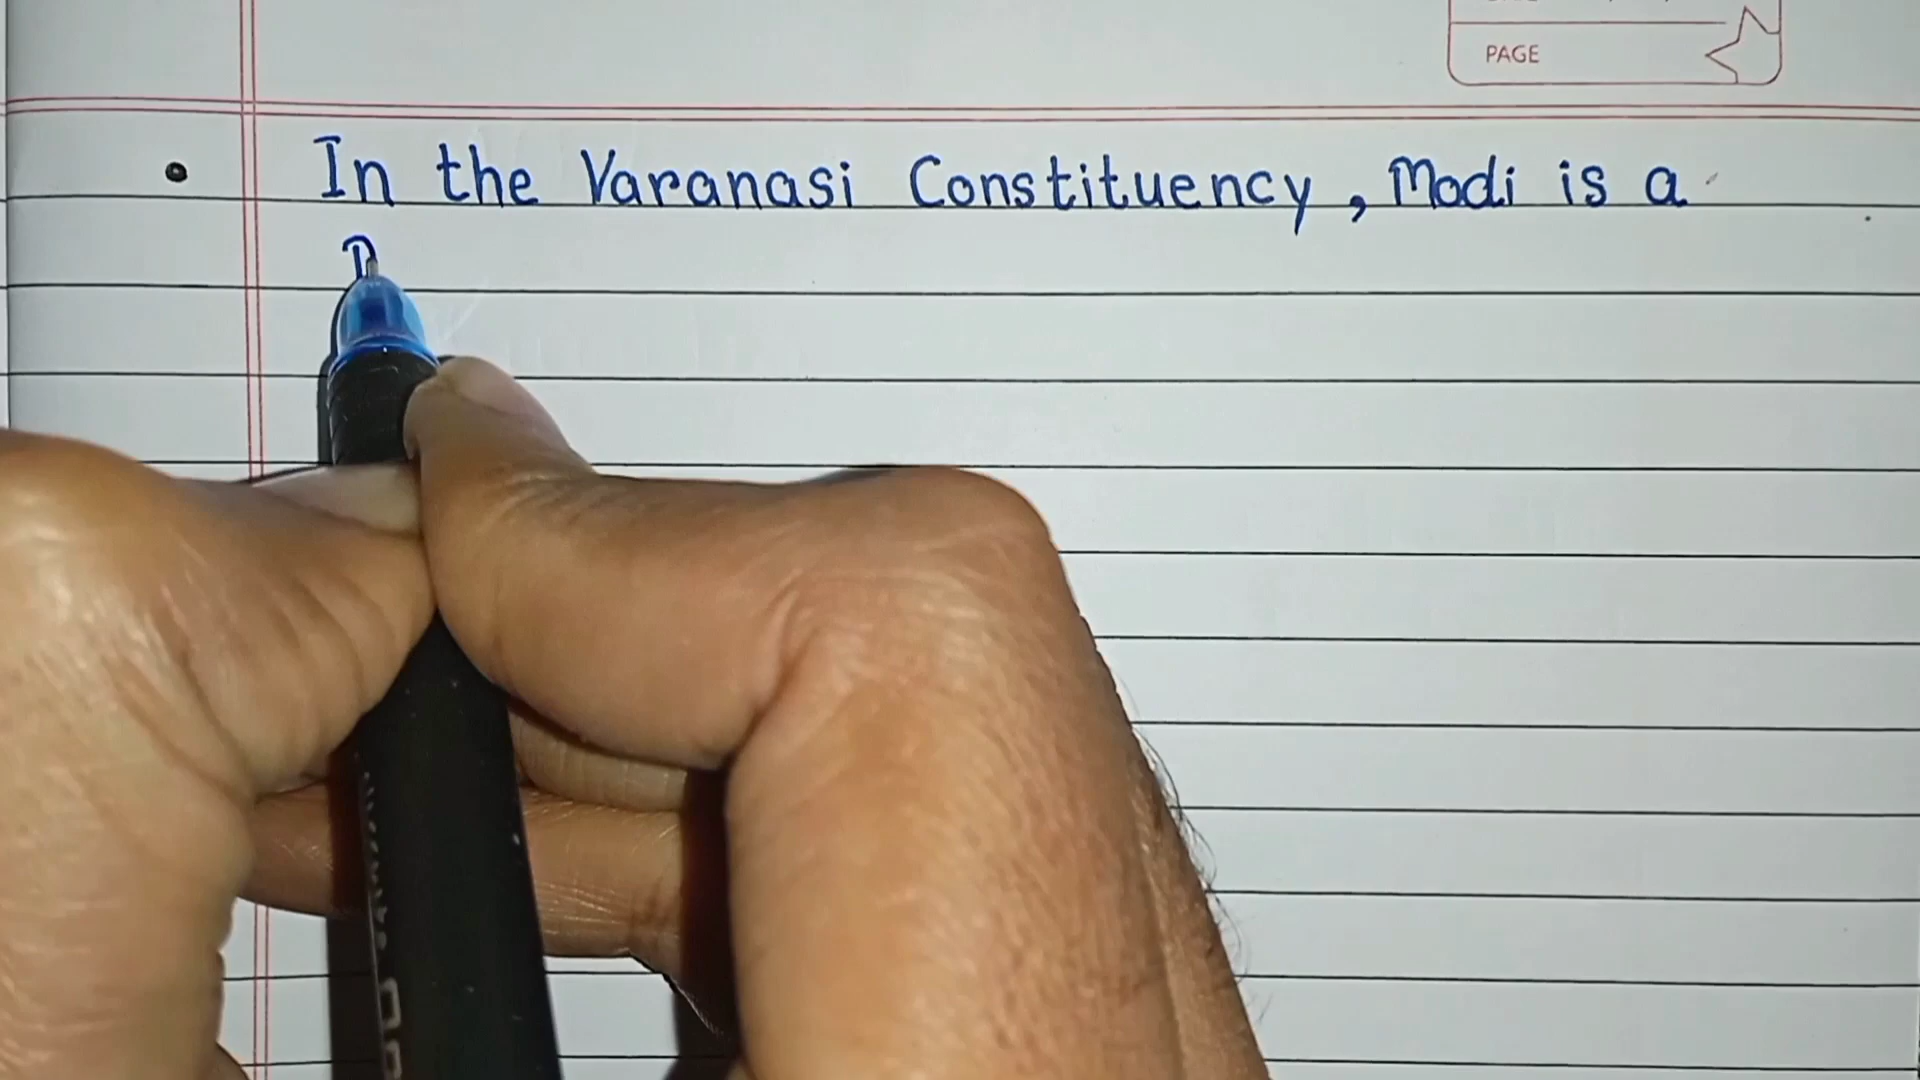 PAGE
In the Varanasi Constituency, Modi is a